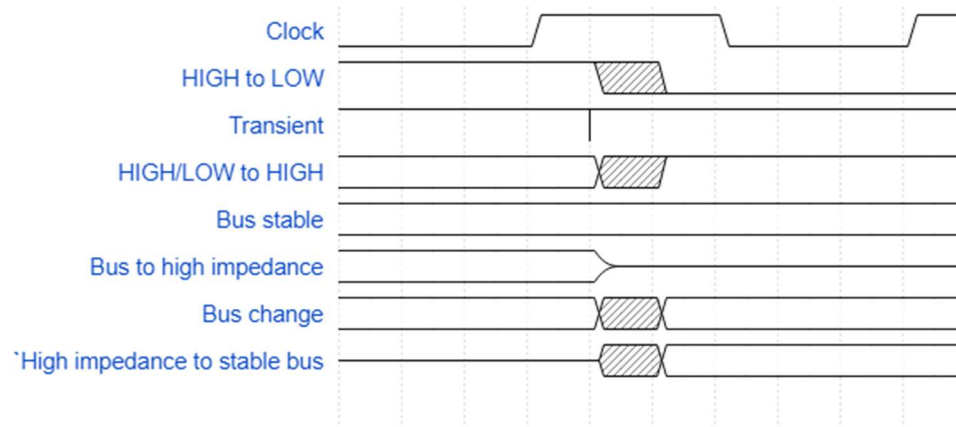 Clock
HIGH to LOW
Transient
HIGH/LOW to HIGH
Bus stable
Bus to high impedance
Bus change
`High impedance to stable bus